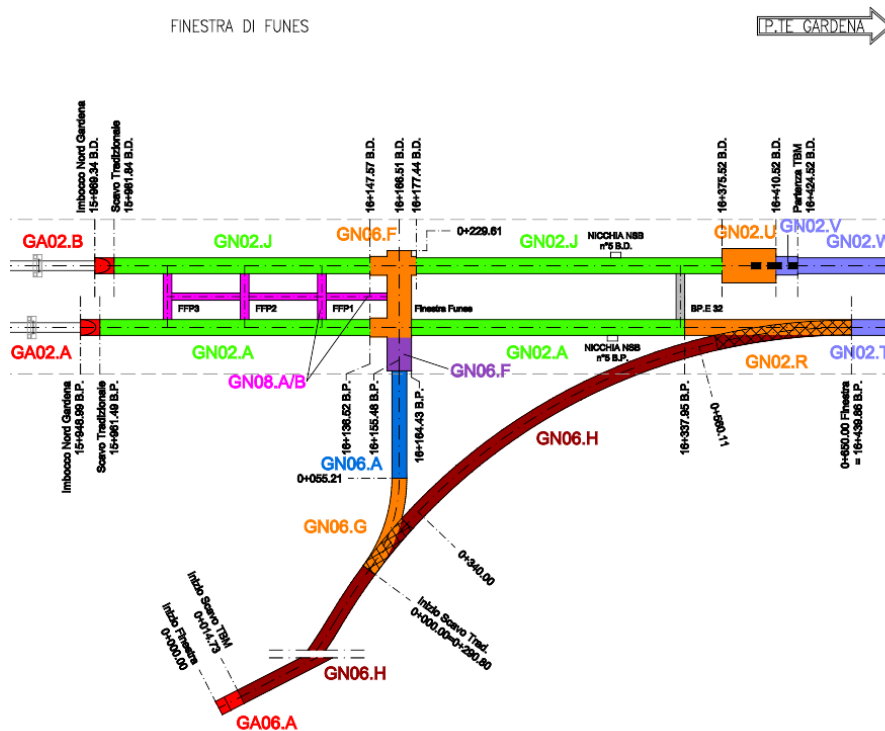 FINESTRA DI FUNES
P.TE GARDENA
Imbocco Nord Gardena
15+969.34 B.D.
Scavo Tradizionale
15+981.84 B.D.
16+147.57 B.D.
16+166.51 B.D.
16+177.44 B.D.
16+375.52 B.D.
16+410.52 B.D.
Partenza TBM
16+424.52 B.D.
GA02.B
GN02.J
GN06.F
0+229.61
GN02.J
NICCHIA NSB
n°5 B.D.
GN02.U
GN02.V
GN02.W
FFP3
FFP2
FFP1
Finestra Funes
BP.E 32
GA02.A
GN02.A
GN02.A
NICCHIA NSB
n°5 B.P.
GN02.R
GN02.T
GN08.A/B
GN06.F
Imbocco Nord Gardena
15+948.99 B.P.
Scavo Tradizionale
15+961.49 B.P.
16+136.52 B.P.
16+155.48 B.P.
16+164.43 B.P.
16+337.95 B.P.
0+650.00 Finestra
= 16+439.86 B.P.
GN06.H
GN06.A
0+055.21
GN06.G
0+340.00
Inizio Scavo Trad.
0+000.00=0+290.80
Inizio Scavo TBM
0+014.73
Inizio Finestra
0+000.00
GN06.H
GA06.A